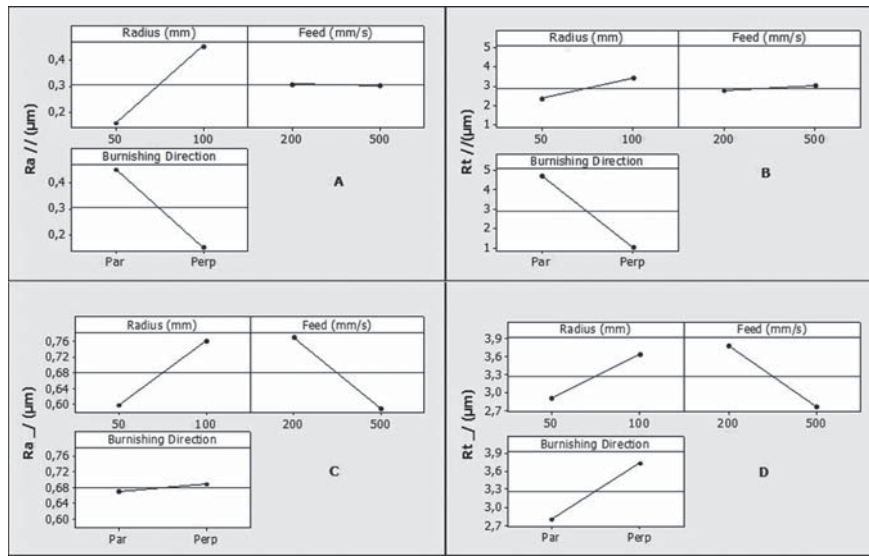 Radius (mm) Feed (mm/s)
0,4
0,3
0,2
50 100 200 500
Burnishing Direction
0,4
0,3
0,2
Par Perp
Ra // (µm)
A
Radius (mm) Feed (mm/s)
5
4
3
2
1
50 100 200 500
Burnishing Direction
5
4
3
2
1
Par Perp
Rt //(µm)
B
Radius (mm) Feed (mm/s)
0,76
0,72
0,68
0,64
0,60
50 100 200 500
Burnishing Direction
0,76
0,72
0,68
0,64
0,60
Par Perp
Ra _/ (µm)
C
Radius (mm) Feed (mm/s)
3,9
3,6
3,3
3,0
2,7
50 100 200 500
Burnishing Direction
3,9
3,6
3,3
3,0
2,7
Par Perp
Rt _/ (µm)
D